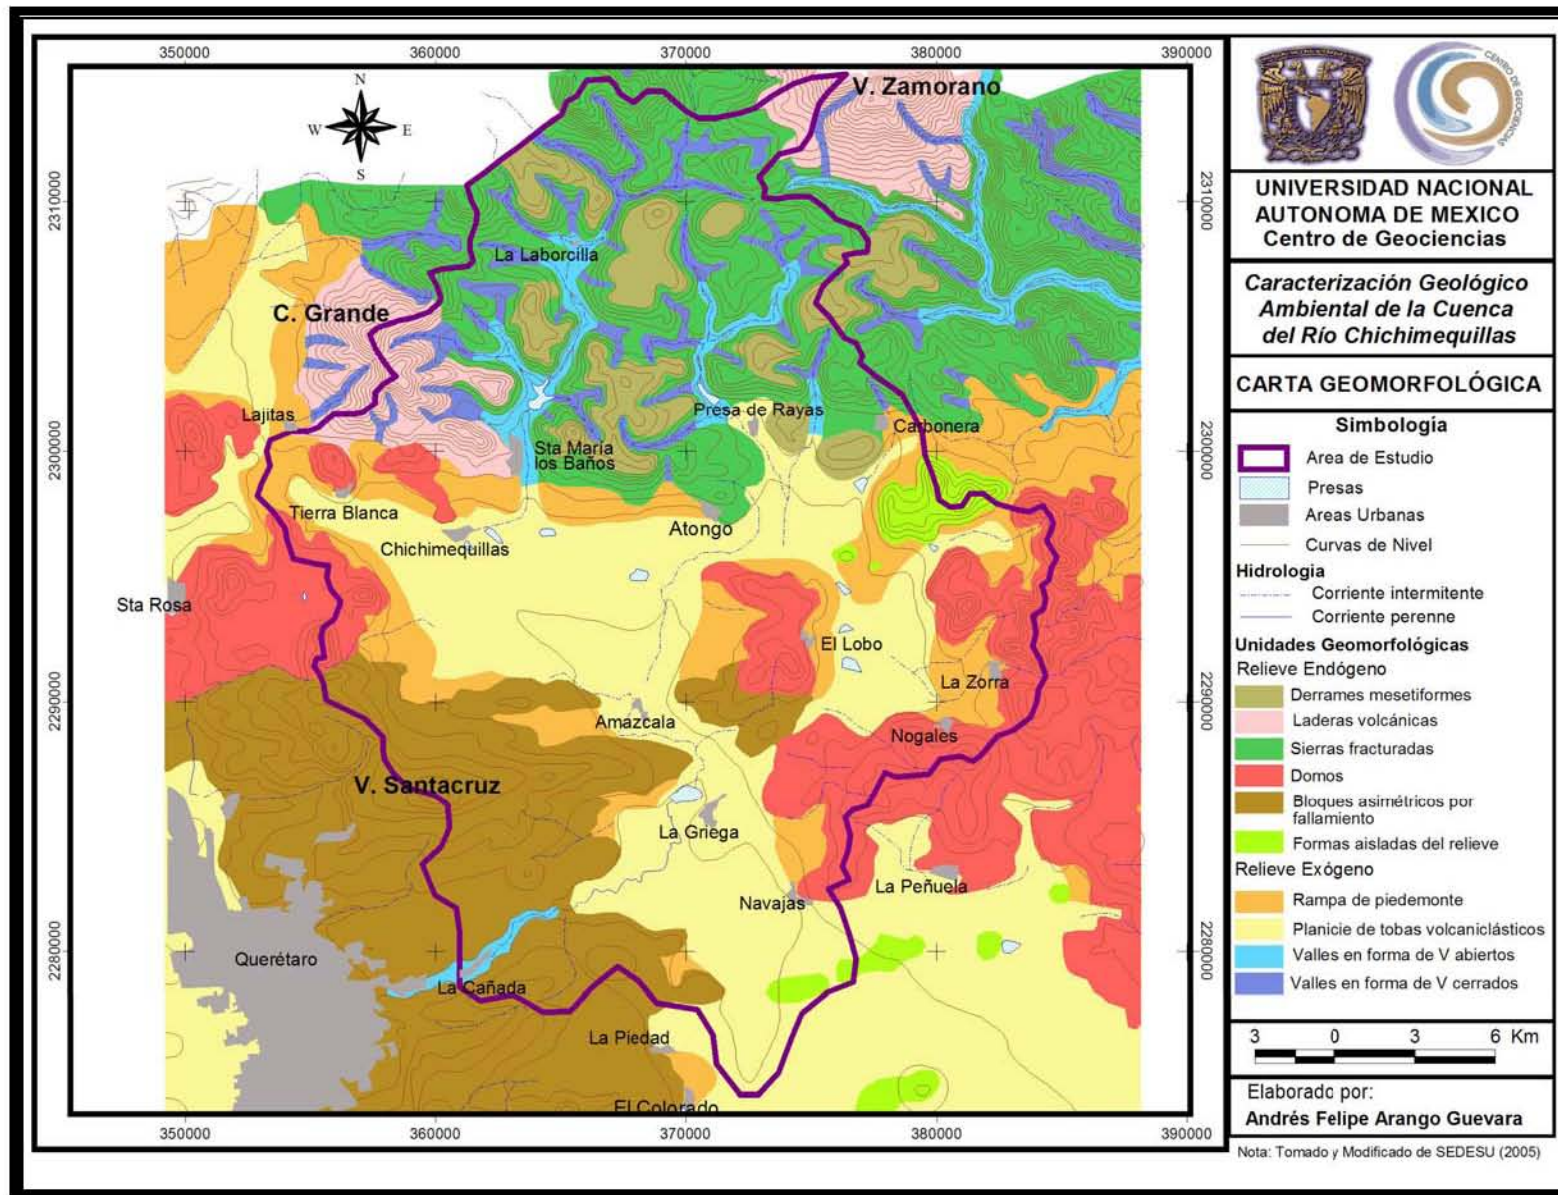 350000
360000
370000
380000
390000
N
W
E
S
V. Zamorano
2310000
2310000
La Laborcilla
C. Grande
Lajitas
Presa de Rayas
Carbonera
2300000
2300000
Sta María
los Baños
Tierra Blanca
Atongo
Chichimequillas
Sta Rosa
El Lobo
La Zorra
2290000
2290000
Amazcala
Nogales
V. Santacruz
La Griega
La Peñuela
Navajas
2280000
2280000
Querétaro
La Cañada
La Piedad
El Colorado
350000
360000
370000
380000
390000
CENTRO DE GEOCIENCIAS
UNIVERSIDAD NACIONAL
AUTONOMA DE MEXICO
Centro de Geociencias
Caracterización Geológico
Ambiental de la Cuenca
del Río Chichimequillas
CARTA GEOMORFOLÓGICA
Simbología
Area de Estudio
Presas
Areas Urbanas
Curvas de Nivel
Hidrologia
Corriente intermitente
Corriente perenne
Unidades Geomorfológicas
Relieve Endógeno
Derrames mesetiformes
Laderas volcánicas
Sierras fracturadas
Domos
Bloques asimétricos por
fallamiento
Formas aisladas del relieve
Relieve Exógeno
Rampa de piedemonte
Planicie de tobas volcaniclásticos
Valles en forma de V abiertos
Valles en forma de V cerrados
3 0 3 6 Km
Elaborado por:
Andrés Felipe Arango Guevara
Nota: Tomado y Modificado de SEDESU (2005)